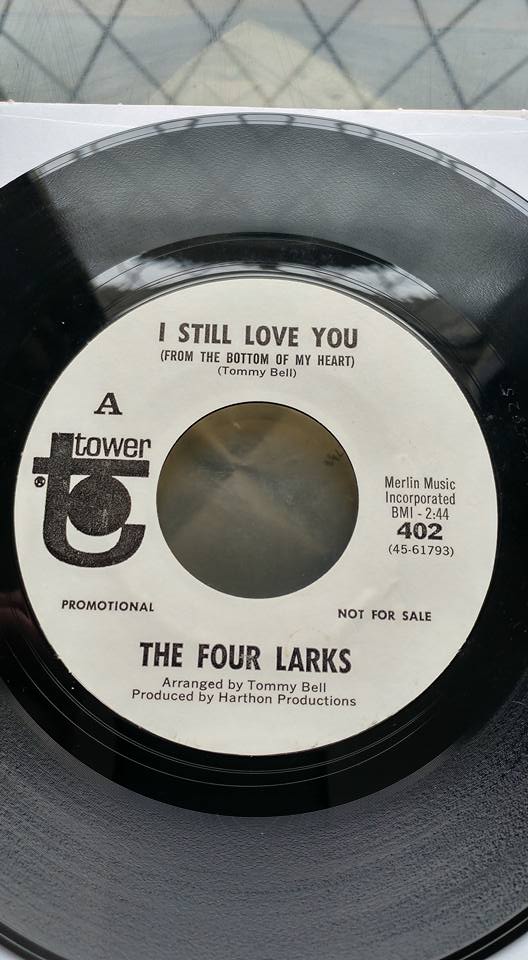 I STILL LOVE YOU
(FROM THE BOTTOM OF MY HEART)
(Tommy Bell)
A
tower
®
Merlin Music
Incorporated
BMI - 2:44
402
(45-61793)
PROMOTIONAL
NOT FOR SALE
THE FOUR LARKS
Arranged by Tommy Bell
Produced by Harthon Productions